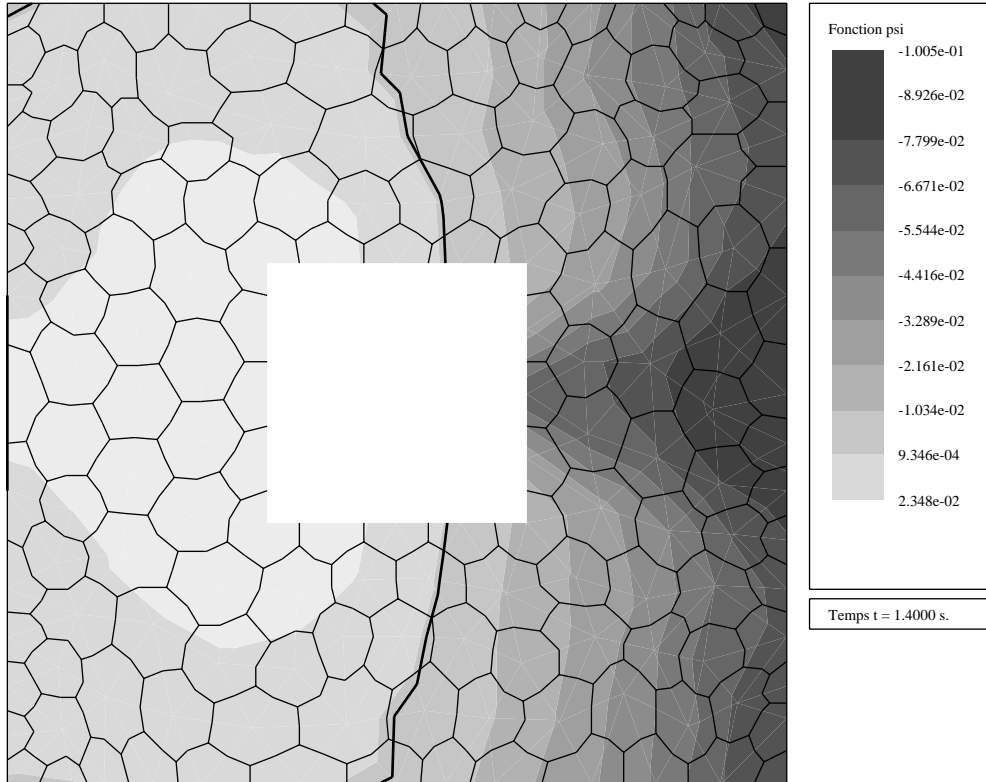 Fonction psi
-1.005e-01
-8.926e-02
-7.799e-02
-6.671e-02
-5.544e-02
-4.416e-02
-3.289e-02
-2.161e-02
-1.034e-02
9.346e-04
2.348e-02
Temps t = 1.4000 s.